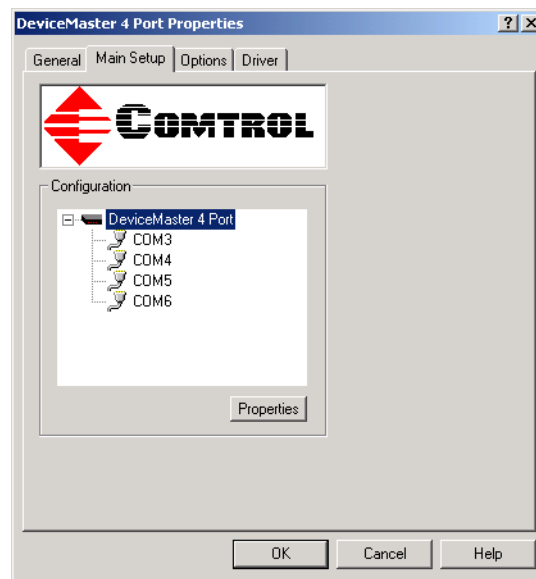 DeviceMaster 4 Port Properties
General Main Setup Options Driver
COMTROL
Configuration
DeviceMaster 4 Port
COM3
COM4
COM5
COM6
Properties
OK Cancel Help